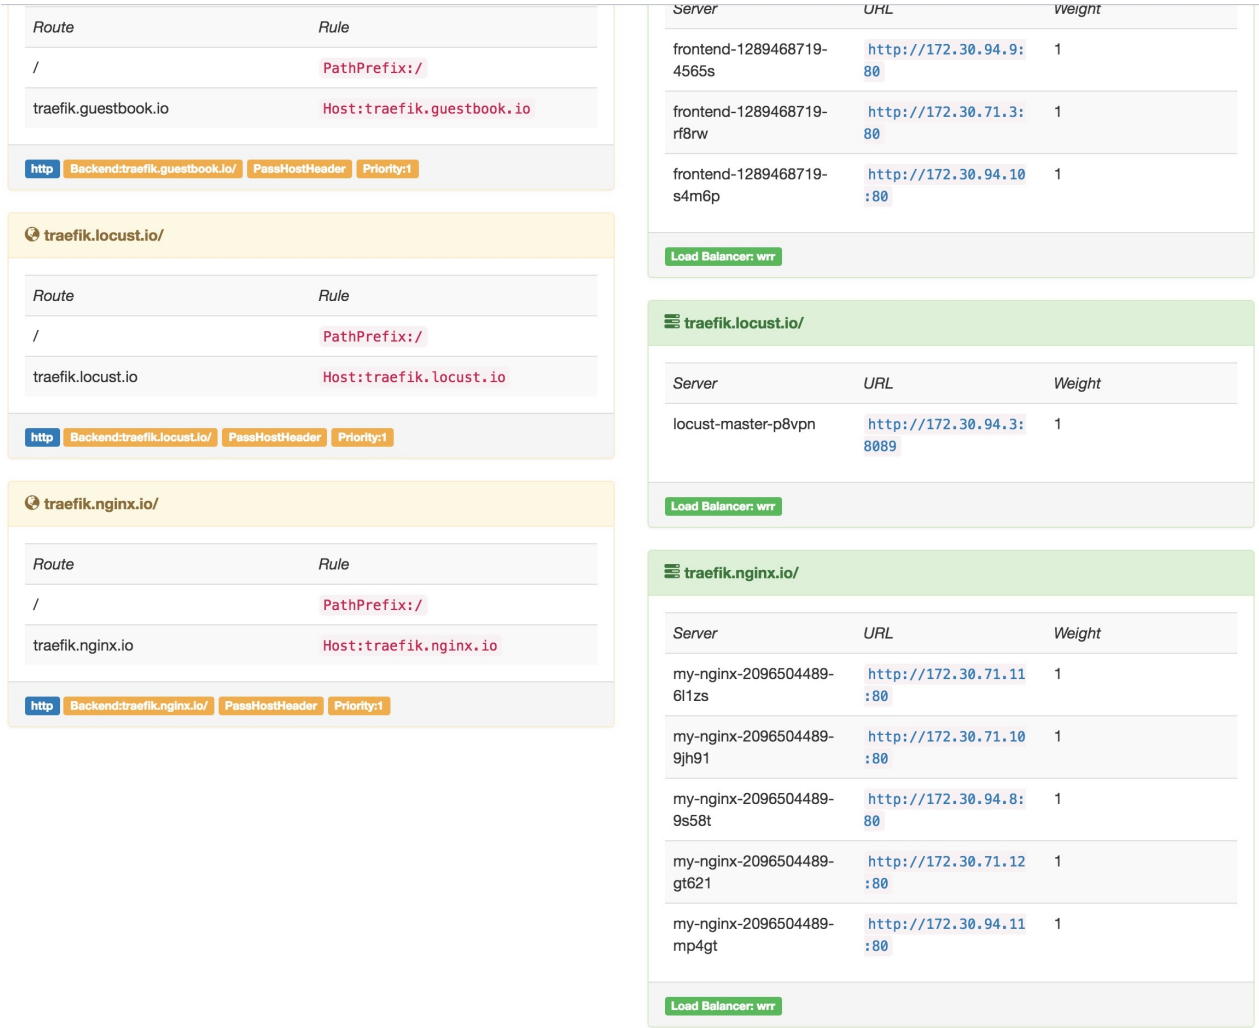 Route Rule
/ PathPrefix:/
traefik.guestbook.io Host:traefik.guestbook.io
http Backend:traefik.guestbook.io/ PassHostHeader Priority:1
traefik.locust.io/
Route Rule
/ PathPrefix:/
traefik.locust.io Host:traefik.locust.io
http Backend:traefik.locust.io/ PassHostHeader Priority:1
traefik.nginx.io/
Route Rule
/ PathPrefix:/
traefik.nginx.io Host:traefik.nginx.io
http Backend:traefik.nginx.io/ PassHostHeader Priority:1
Server URL Weight
frontend-1289468719- http://172.30.94.9: 1
4565s 80
frontend-1289468719- http://172.30.71.3: 1
rf8rw 80
frontend-1289468719- http://172.30.94.10 1
s4m6p :80
Load Balancer: wrr
traefik.locust.io/
Server URL Weight
locust-master-p8vpn http://172.30.94.3: 1
8089
Load Balancer: wrr
traefik.nginx.io/
Server URL Weight
my-nginx-2096504489- http://172.30.71.11 1
6l1zs :80
my-nginx-2096504489- http://172.30.71.10 1
9jh91 :80
my-nginx-2096504489- http://172.30.94.8: 1
9s58t 80
my-nginx-2096504489- http://172.30.71.12 1
gt621 :80
my-nginx-2096504489- http://172.30.94.11 1
mp4gt :80
Load Balancer: wrr